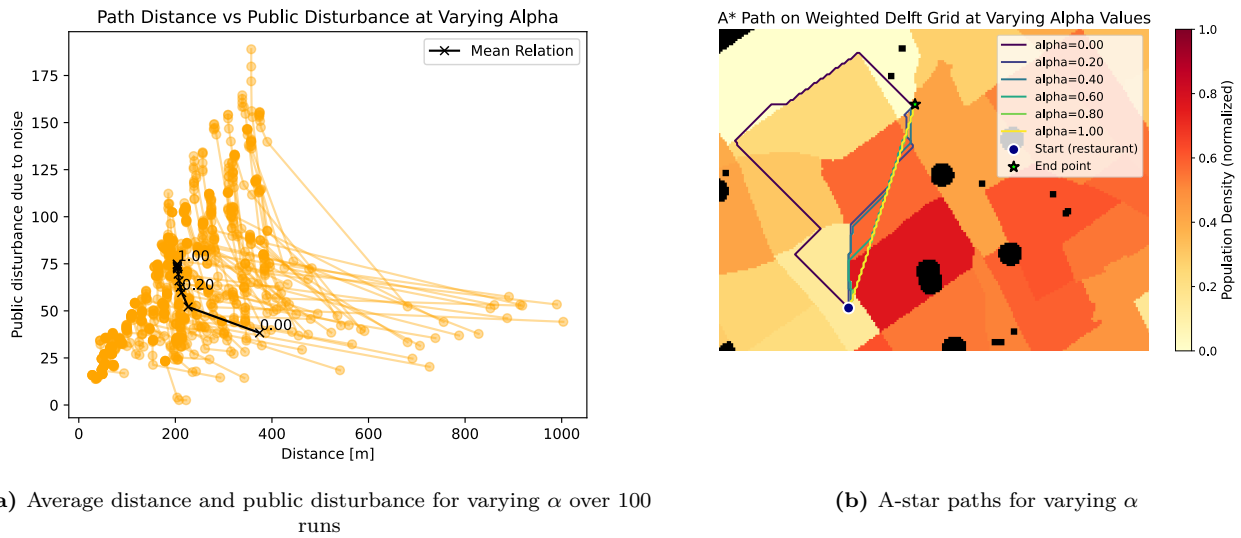 Path Distance vs Public Disturbance at Varying Alpha
Public disturbance due to noise
175
150
125
100
75
50
25
0
Mean Relation
1.00
0.20
0.00
0
200
400
600
800
1000
Distance [m]
A* Path on Weighted Delft Grid at Varying Alpha Values
alpha=0.00
alpha=0.20
alpha=0.40
alpha=0.60
alpha=0.80
alpha=1.00
Start (restaurant)
End point
1.0
0.8
0.6
0.4
0.2
0.0
Population Density (normalized)
) Average distance and public disturbance for varying α over 100
runs
(b) A-star paths for varying α